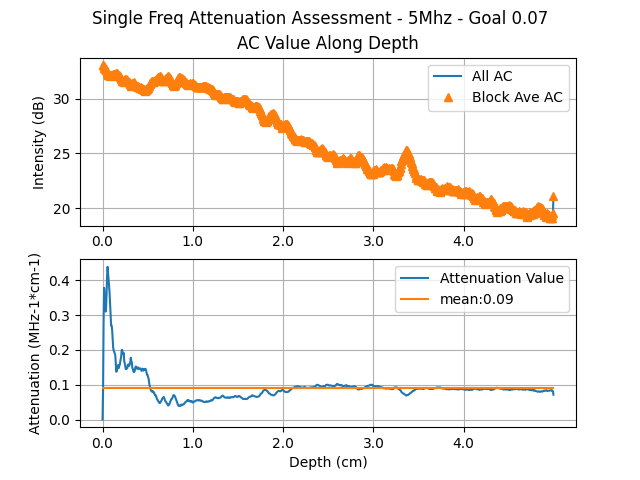 Single Freq Attenuation Assessment - 5Mhz - Goal 0.07
AC Value Along Depth
Intensity (dB)
30
25
20
All AC
Block Ave AC
0.0 1.0 2.0 3.0 4.0
Attenuation (MHz-1*cm-1)
0.4
0.3
0.2
0.1
0.0
Attenuation Value
mean:0.09
0.0 1.0 2.0 3.0 4.0
Depth (cm)